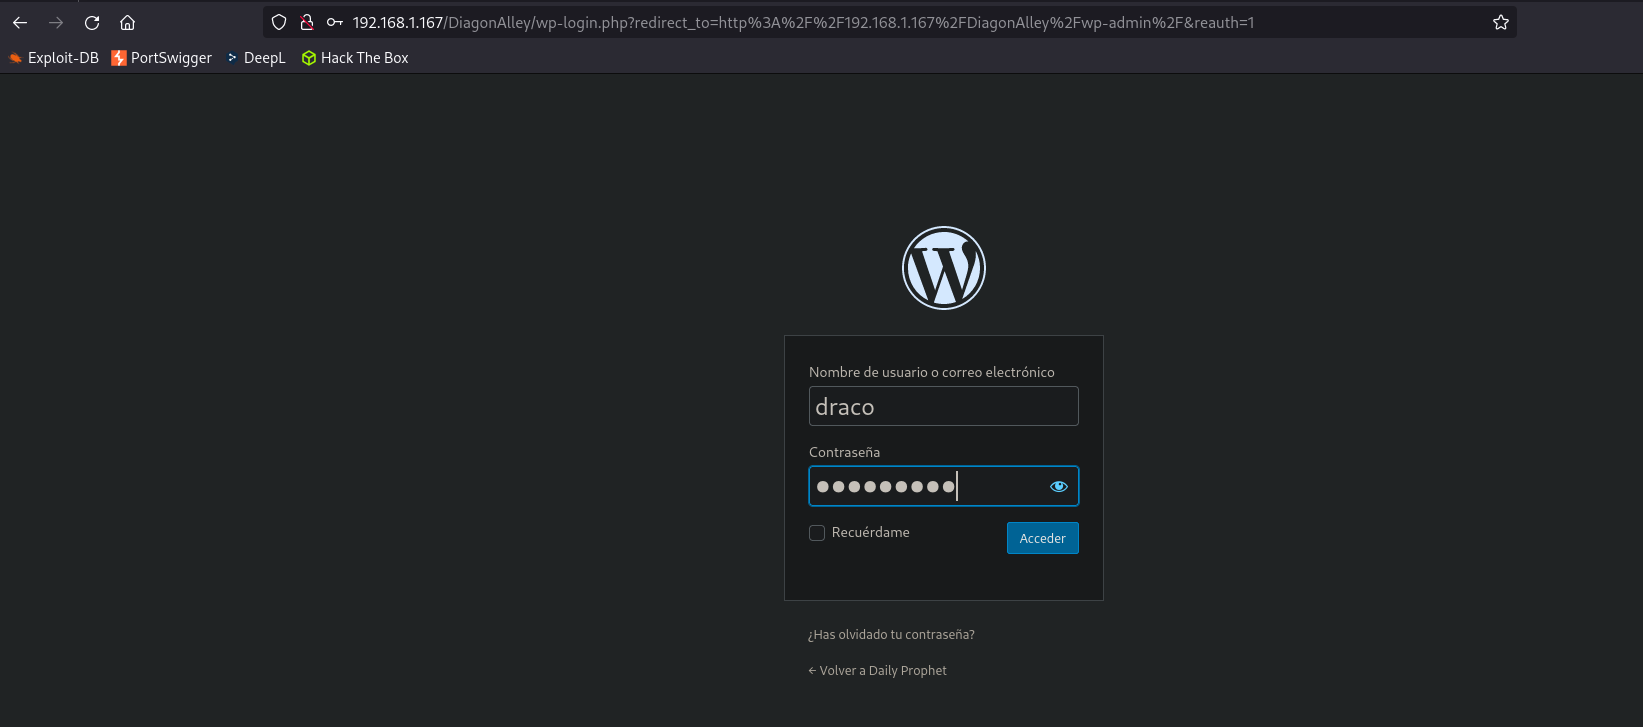 192.168.1.167/DiagonAlley/wp-login.php?redirect_to=http%3A%2F%2F192.168.1.167%2FDiagonAlley%2Fwp-admin%2F&reauth=1
Exploit-DB PortSwigger DeepL Hack The Box
Nombre de usuario o correo electrónico
draco
Contraseña
●●●●●●●●●
Recuérdame Acceder
¿Has olvidado tu contraseña?
← Volver a Daily Prophet